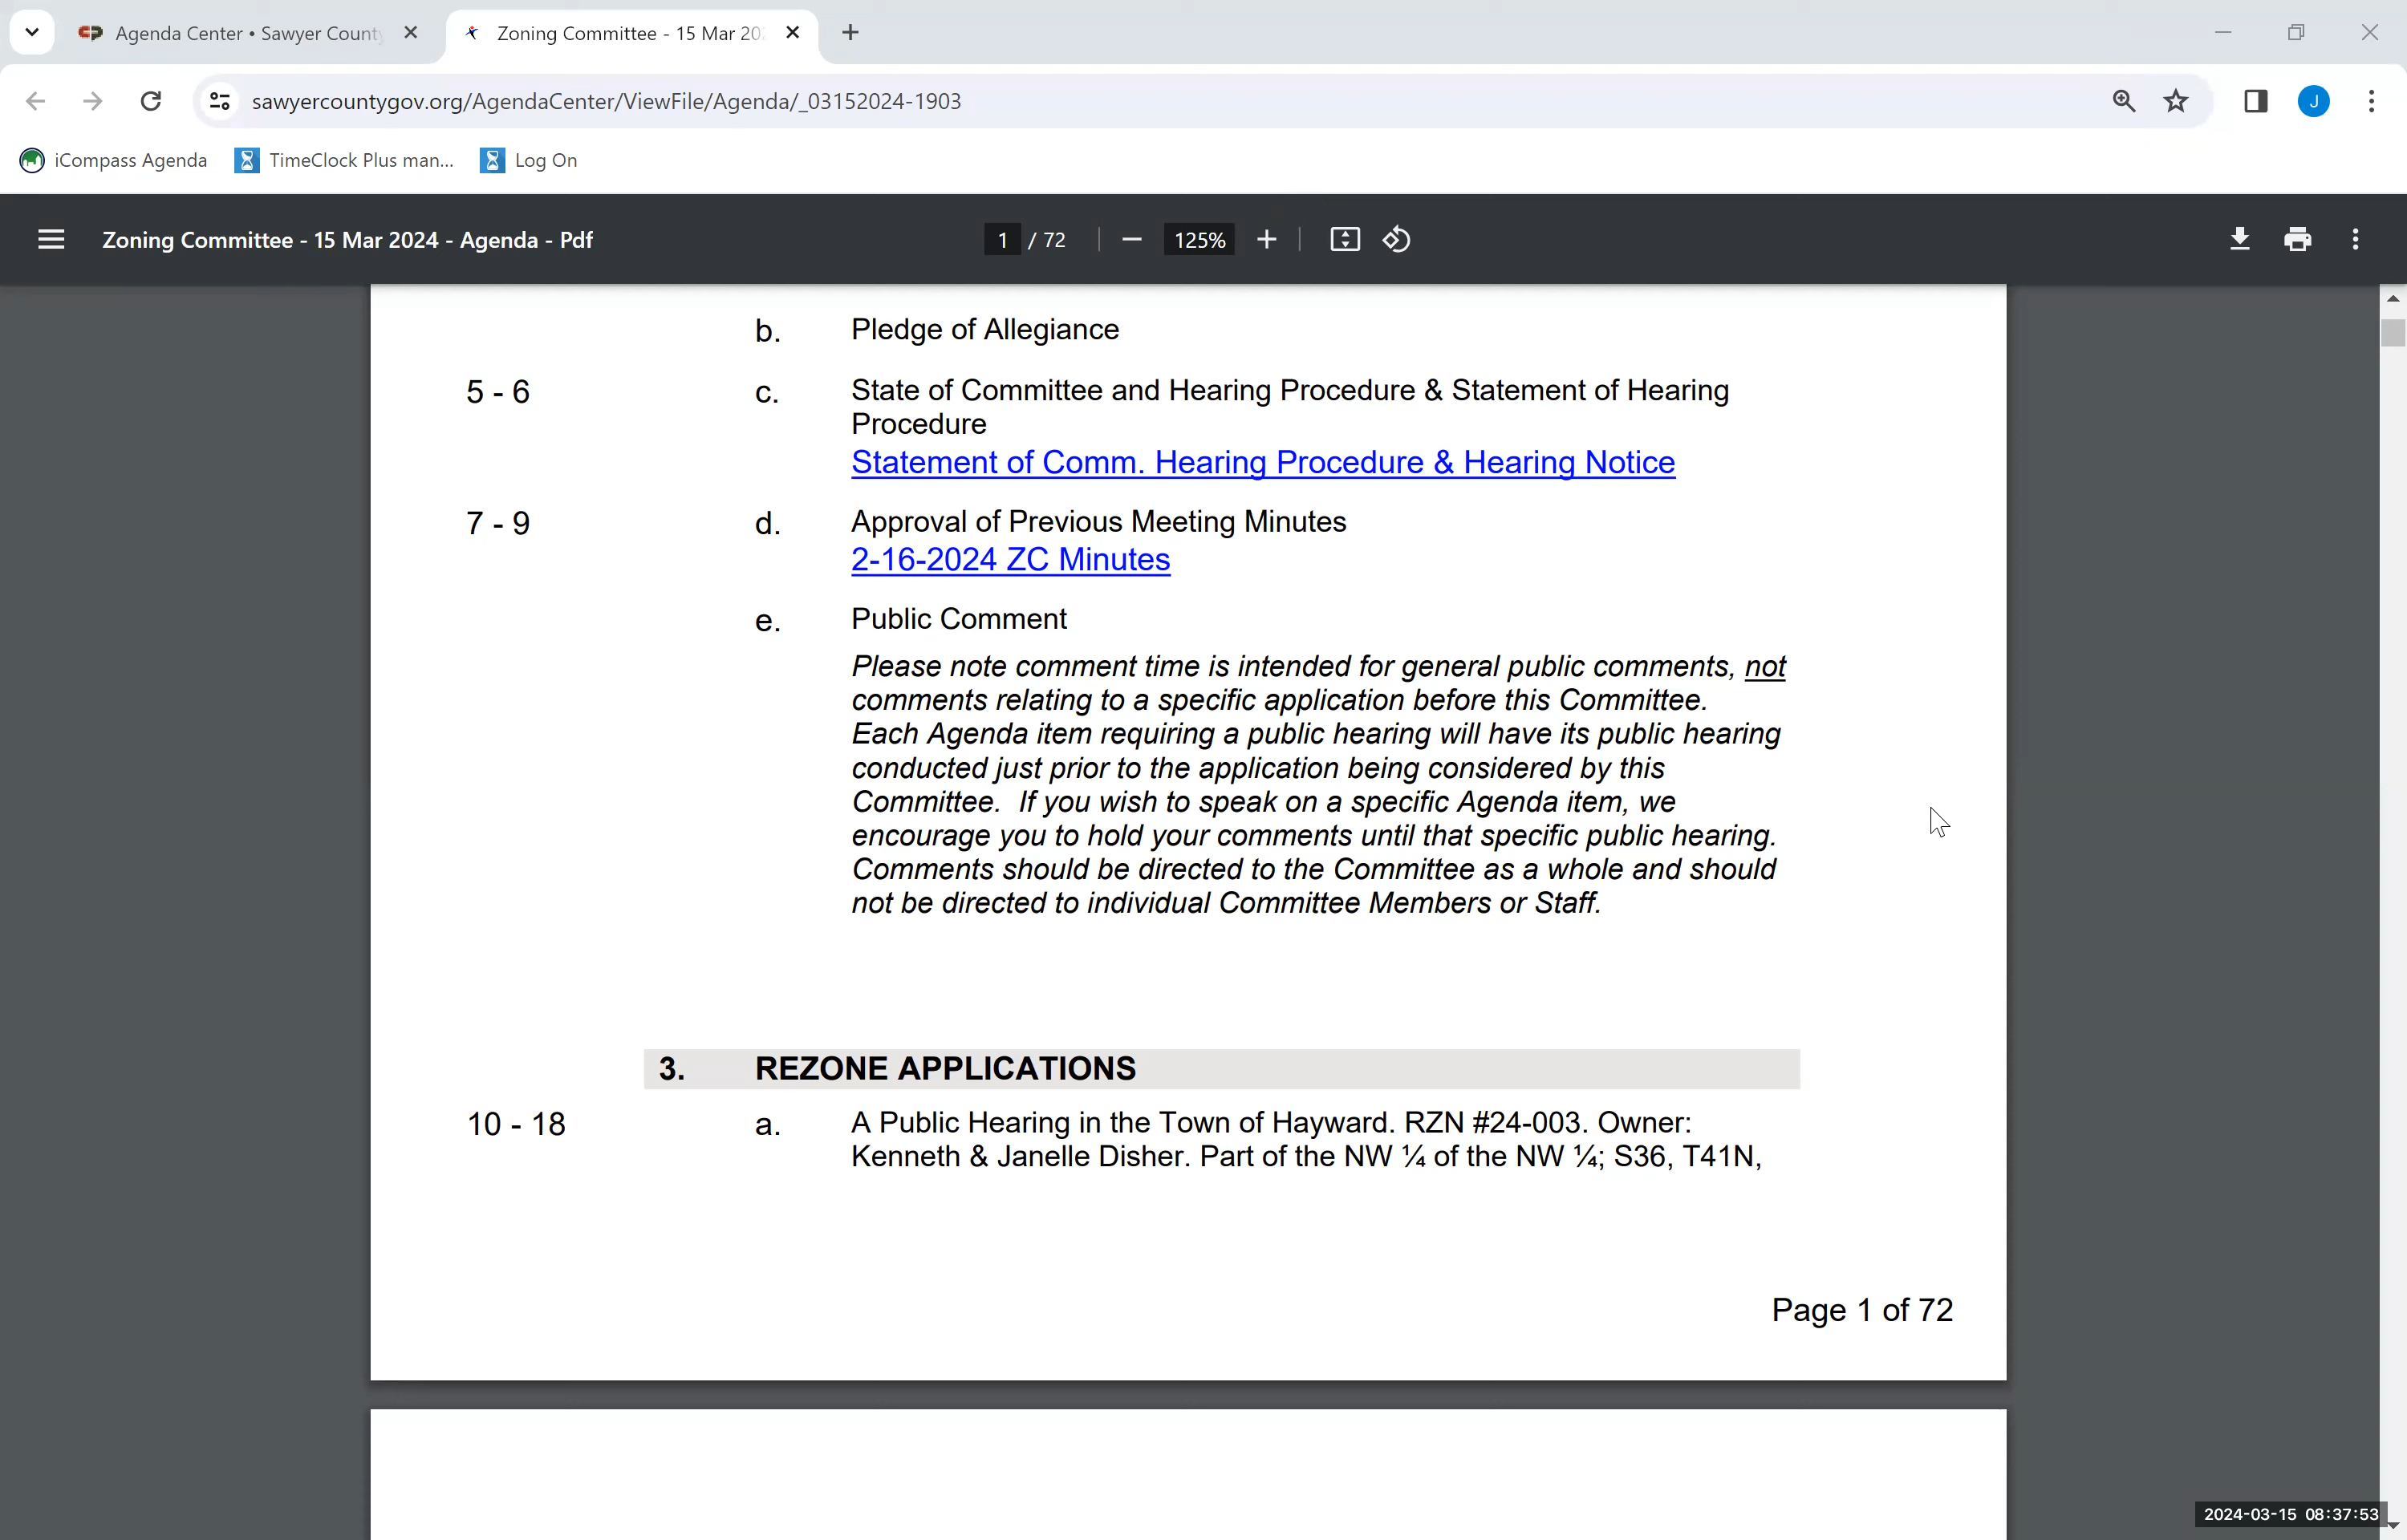 Agenda Center • Sawyer County
Zoning Committee - 15 Mar 20
sawyercountygov.org/AgendaCenter/ViewFile/Agenda/_03152024-1903
J
iCompass Agenda
TimeClock Plus man...
Log On
Zoning Committee - 15 Mar 2024 - Agenda - Pdf
1 / 72
125%
b. Pledge of Allegiance
5 - 6 c. State of Committee and Hearing Procedure & Statement of Hearing
Procedure
Statement of Comm. Hearing Procedure & Hearing Notice
7 - 9 d. Approval of Previous Meeting Minutes
2-16-2024 ZC Minutes
e. Public Comment
Please note comment time is intended for general public comments, not
comments relating to a specific application before this Committee.
Each Agenda item requiring a public hearing will have its public hearing
conducted just prior to the application being considered by this
Committee. If you wish to speak on a specific Agenda item, we
encourage you to hold your comments until that specific public hearing.
Comments should be directed to the Committee as a whole and should
not be directed to individual Committee Members or Staff.
3. REZONE APPLICATIONS
10 - 18 a. A Public Hearing in the Town of Hayward. RZN #24-003. Owner:
Kenneth & Janelle Disher. Part of the NW ¼ of the NW ¼; S36, T41N,
Page 1 of 72
2024-03-15 08:37:53